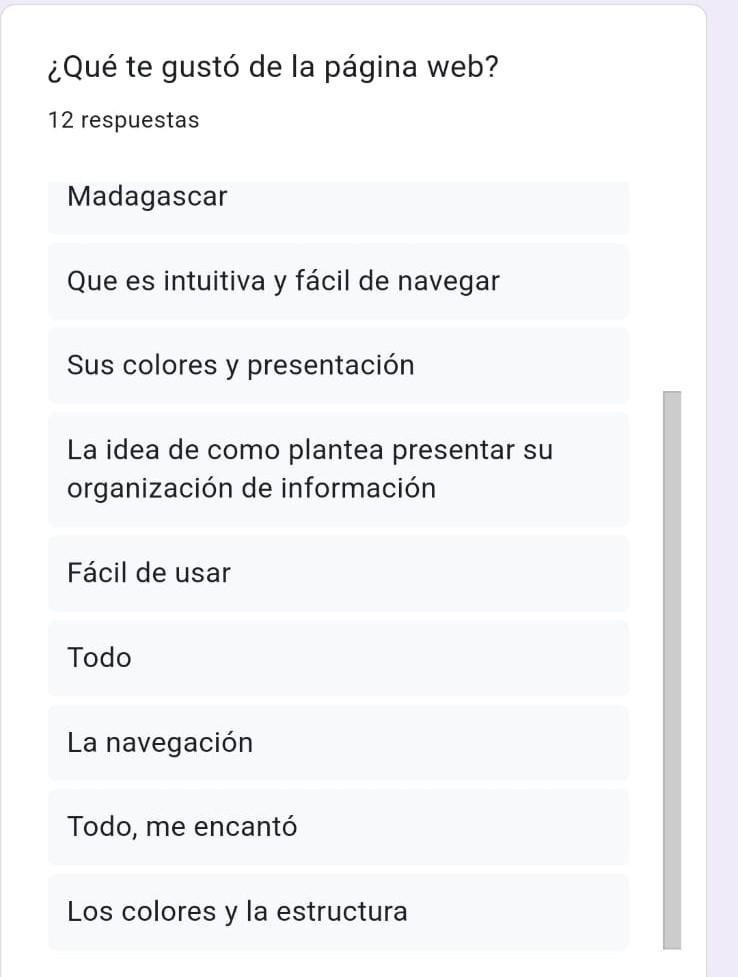 ¿Qué te gustó de la página web?
12 respuestas
Madagascar
Que es intuitiva y fácil de navegar
Sus colores y presentación
La idea de como plantea presentar su
organización de información
Fácil de usar
Todo
La navegación
Todo, me encantó
Los colores y la estructura